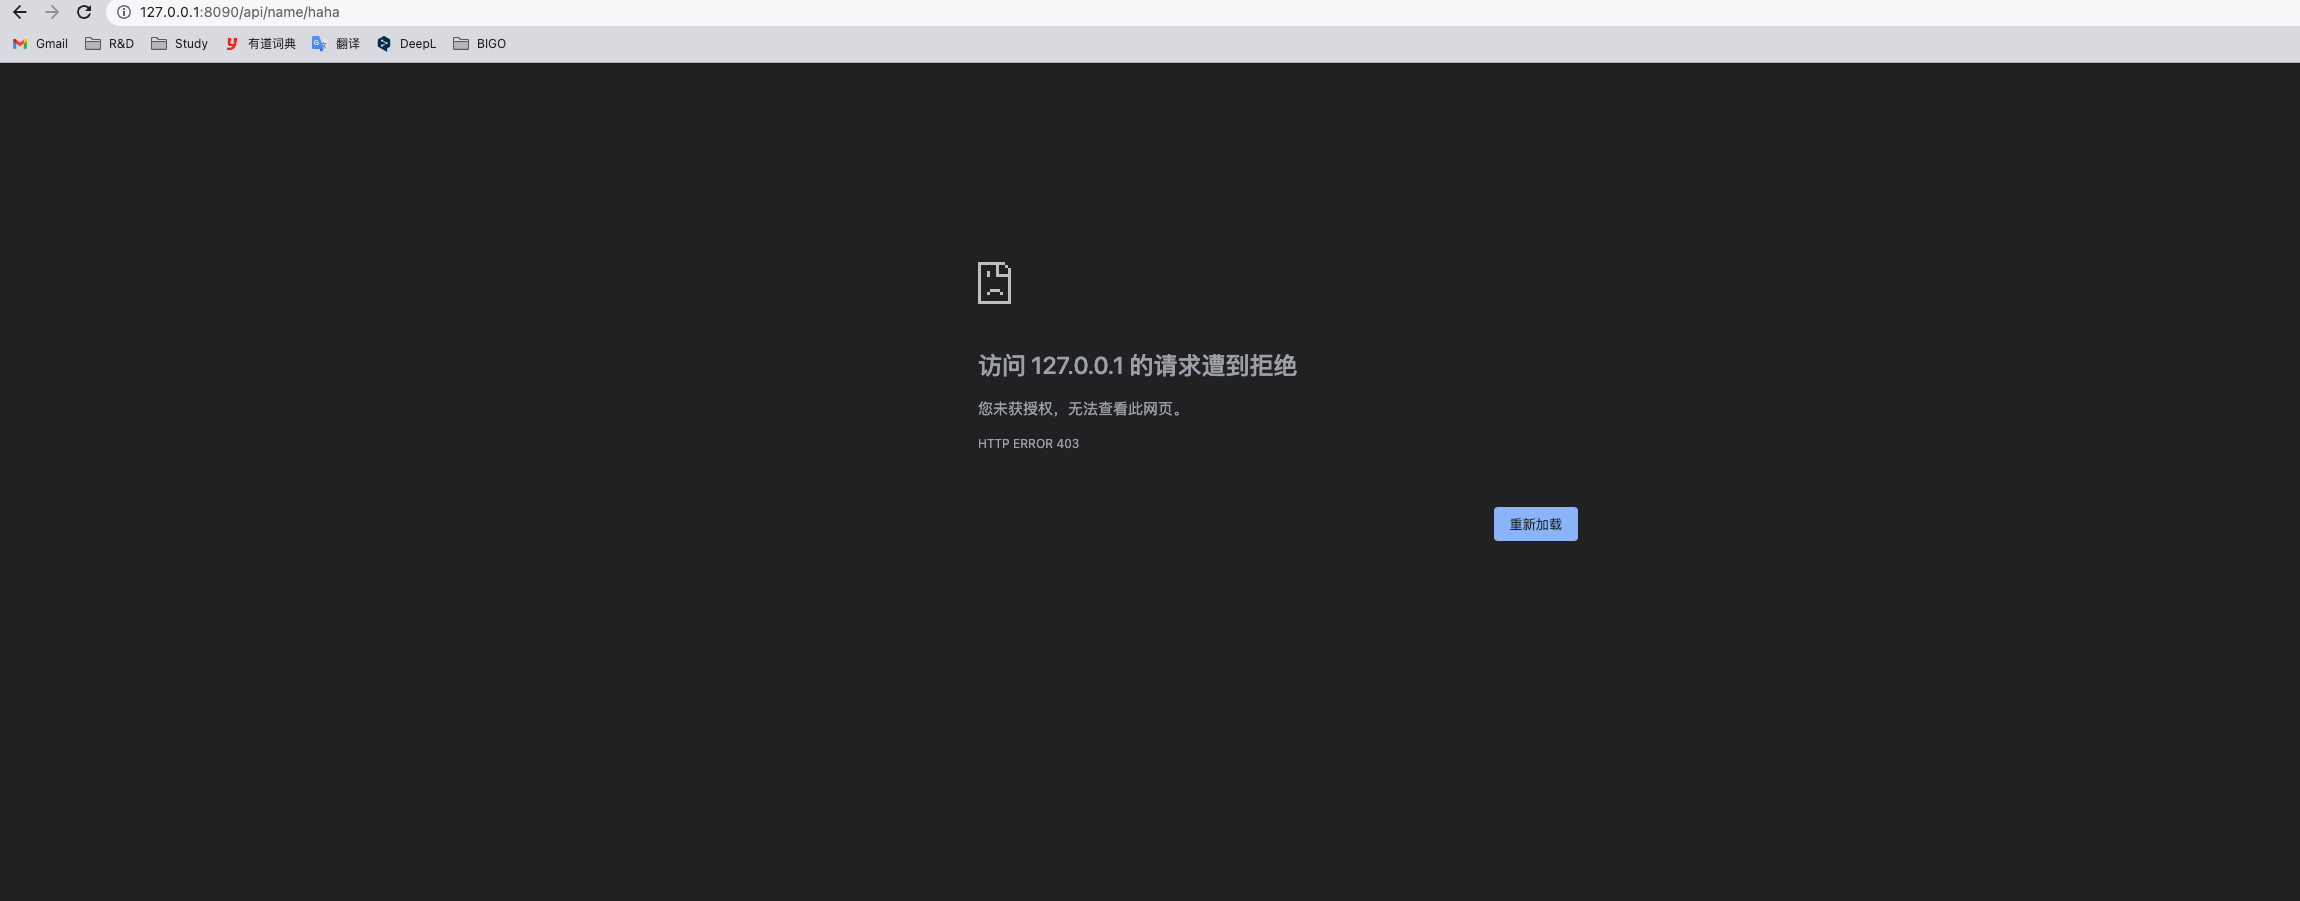 127.0.0.1:8090/api/name/haha
Gmail R&D Study 有道词典 翻译 DeepL BIGO
访问 127.0.0.1 的请求遭到拒绝
您未获授权，无法查看此网页。
HTTP ERROR 403
重新加载